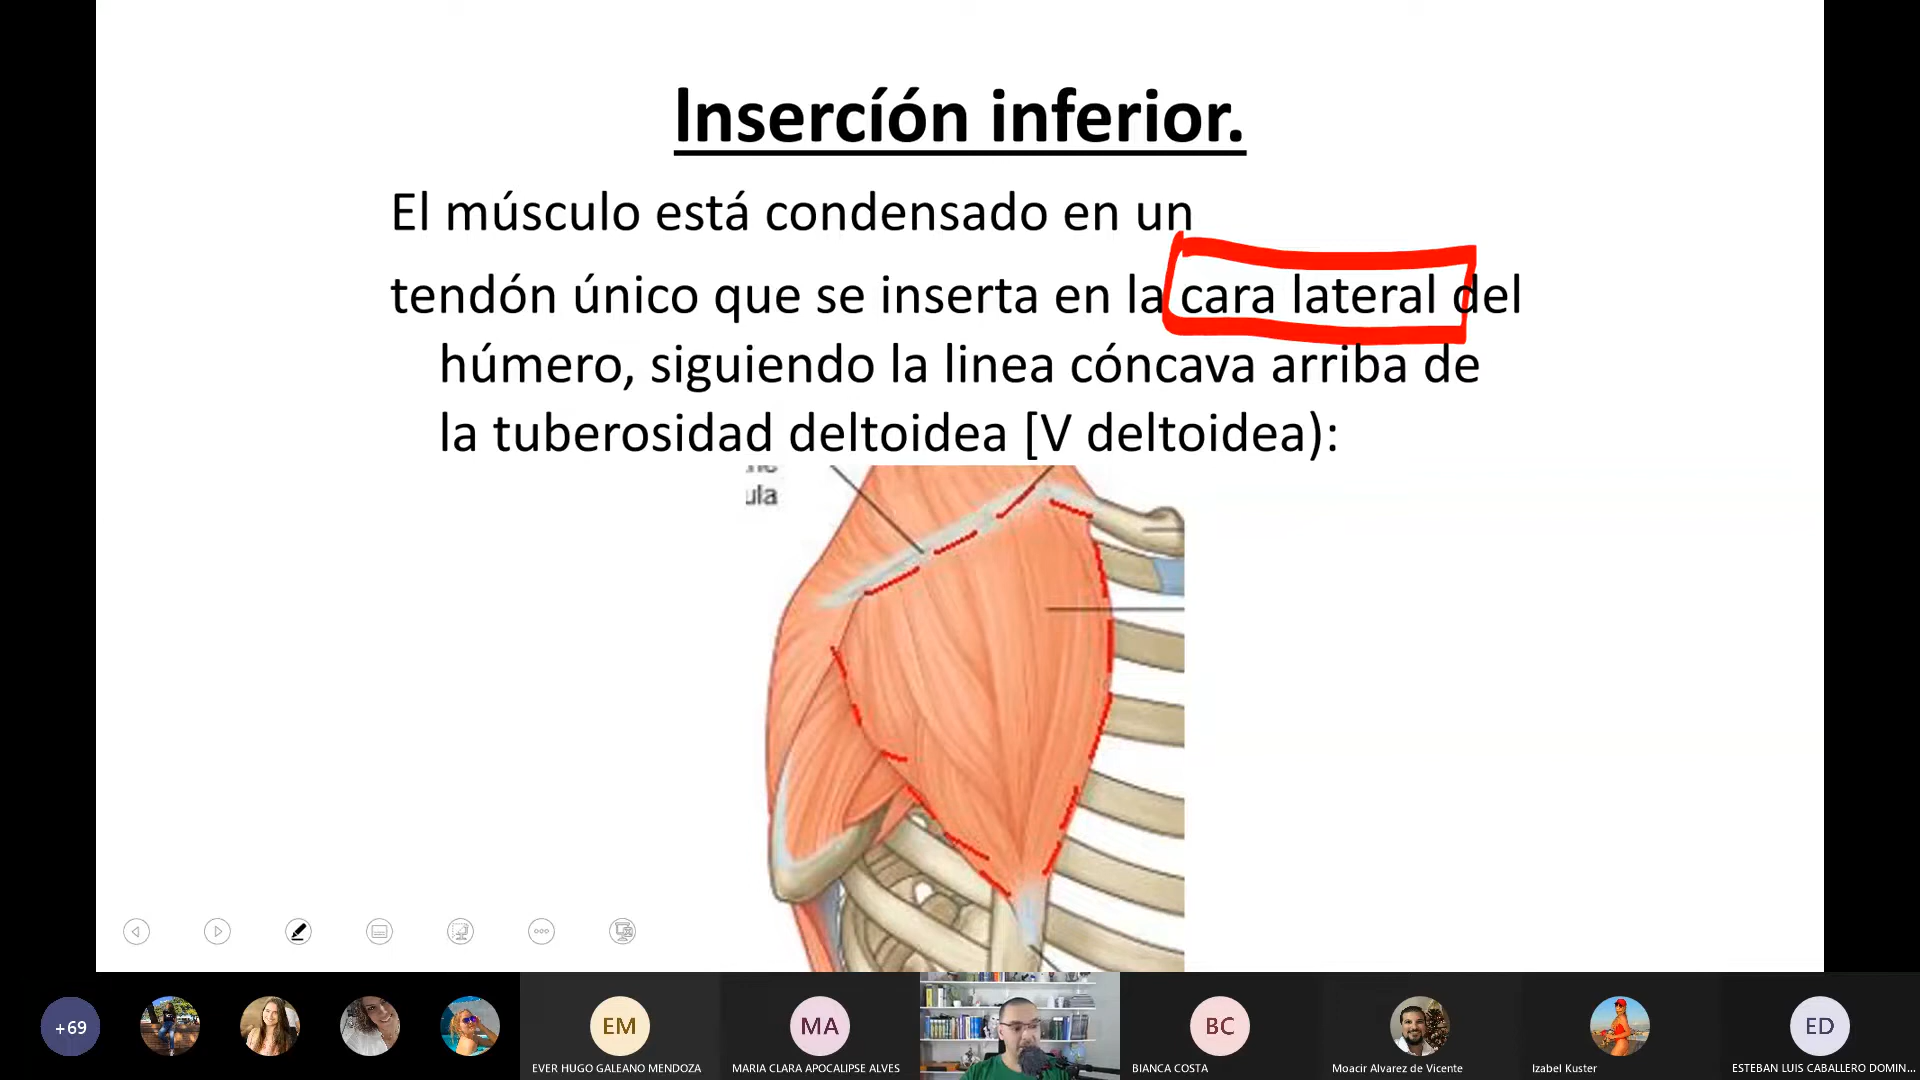 Insercíón inferior.
El músculo está condensado en un
tendón único que se inserta en la cara lateral del
húmero, siguiendo la linea cóncava arriba de
la tuberosidad deltoidea [V deltoidea):
ula
+69
EM
MA
BC
ED
EVER HUGO GALEANO MENDOZA
MARIA CLARA APOCALIPSE ALVES
BIANCA COSTA
Moacir Alvarez de Vicente
Izabel Kuster
ESTEBAN LUIS CABALLERO DOMIN...